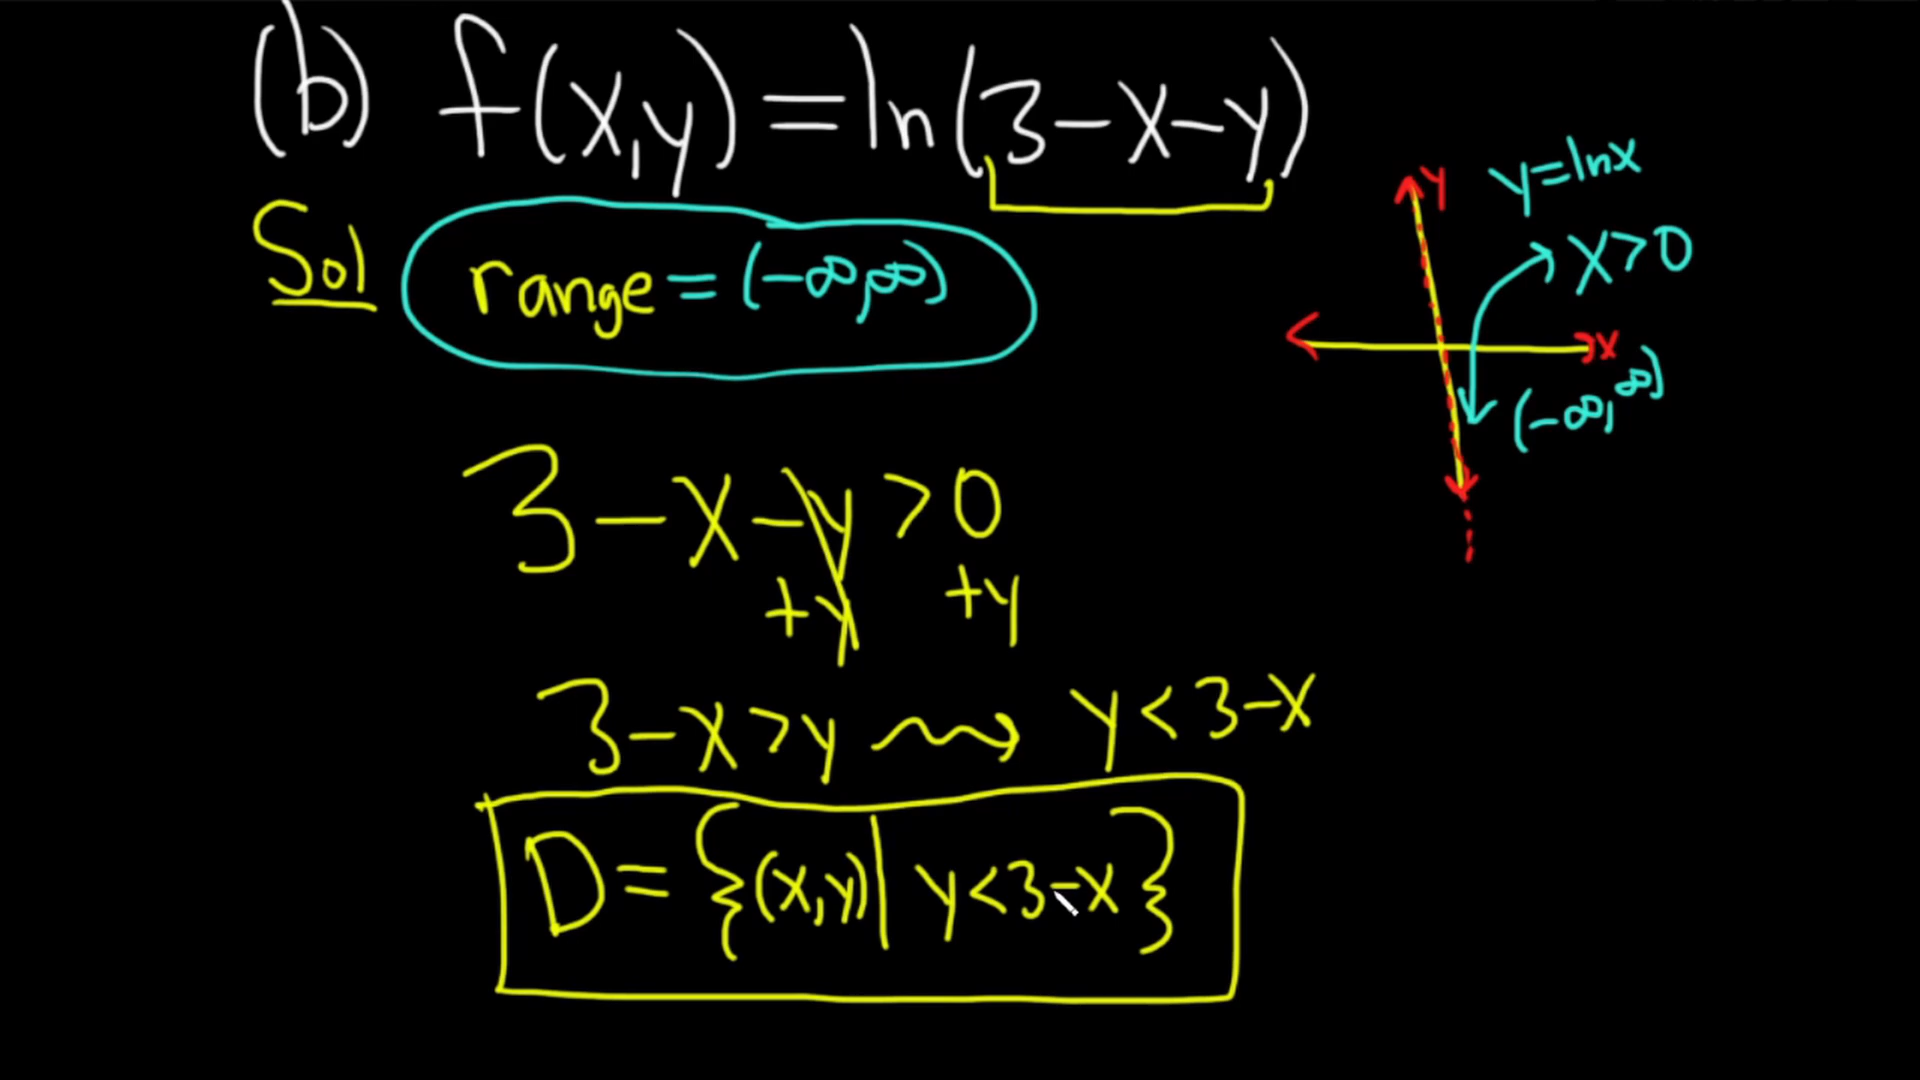 (b) f(x,y)=ln(3-x-y)
Sol range=(-∞,∞)
3-x-y>0
+y +y
3-x>y ⇝ y<3-x
D={(x,y)| y<3-x}
y
y=lnx
x>0
x
(-∞,∞)